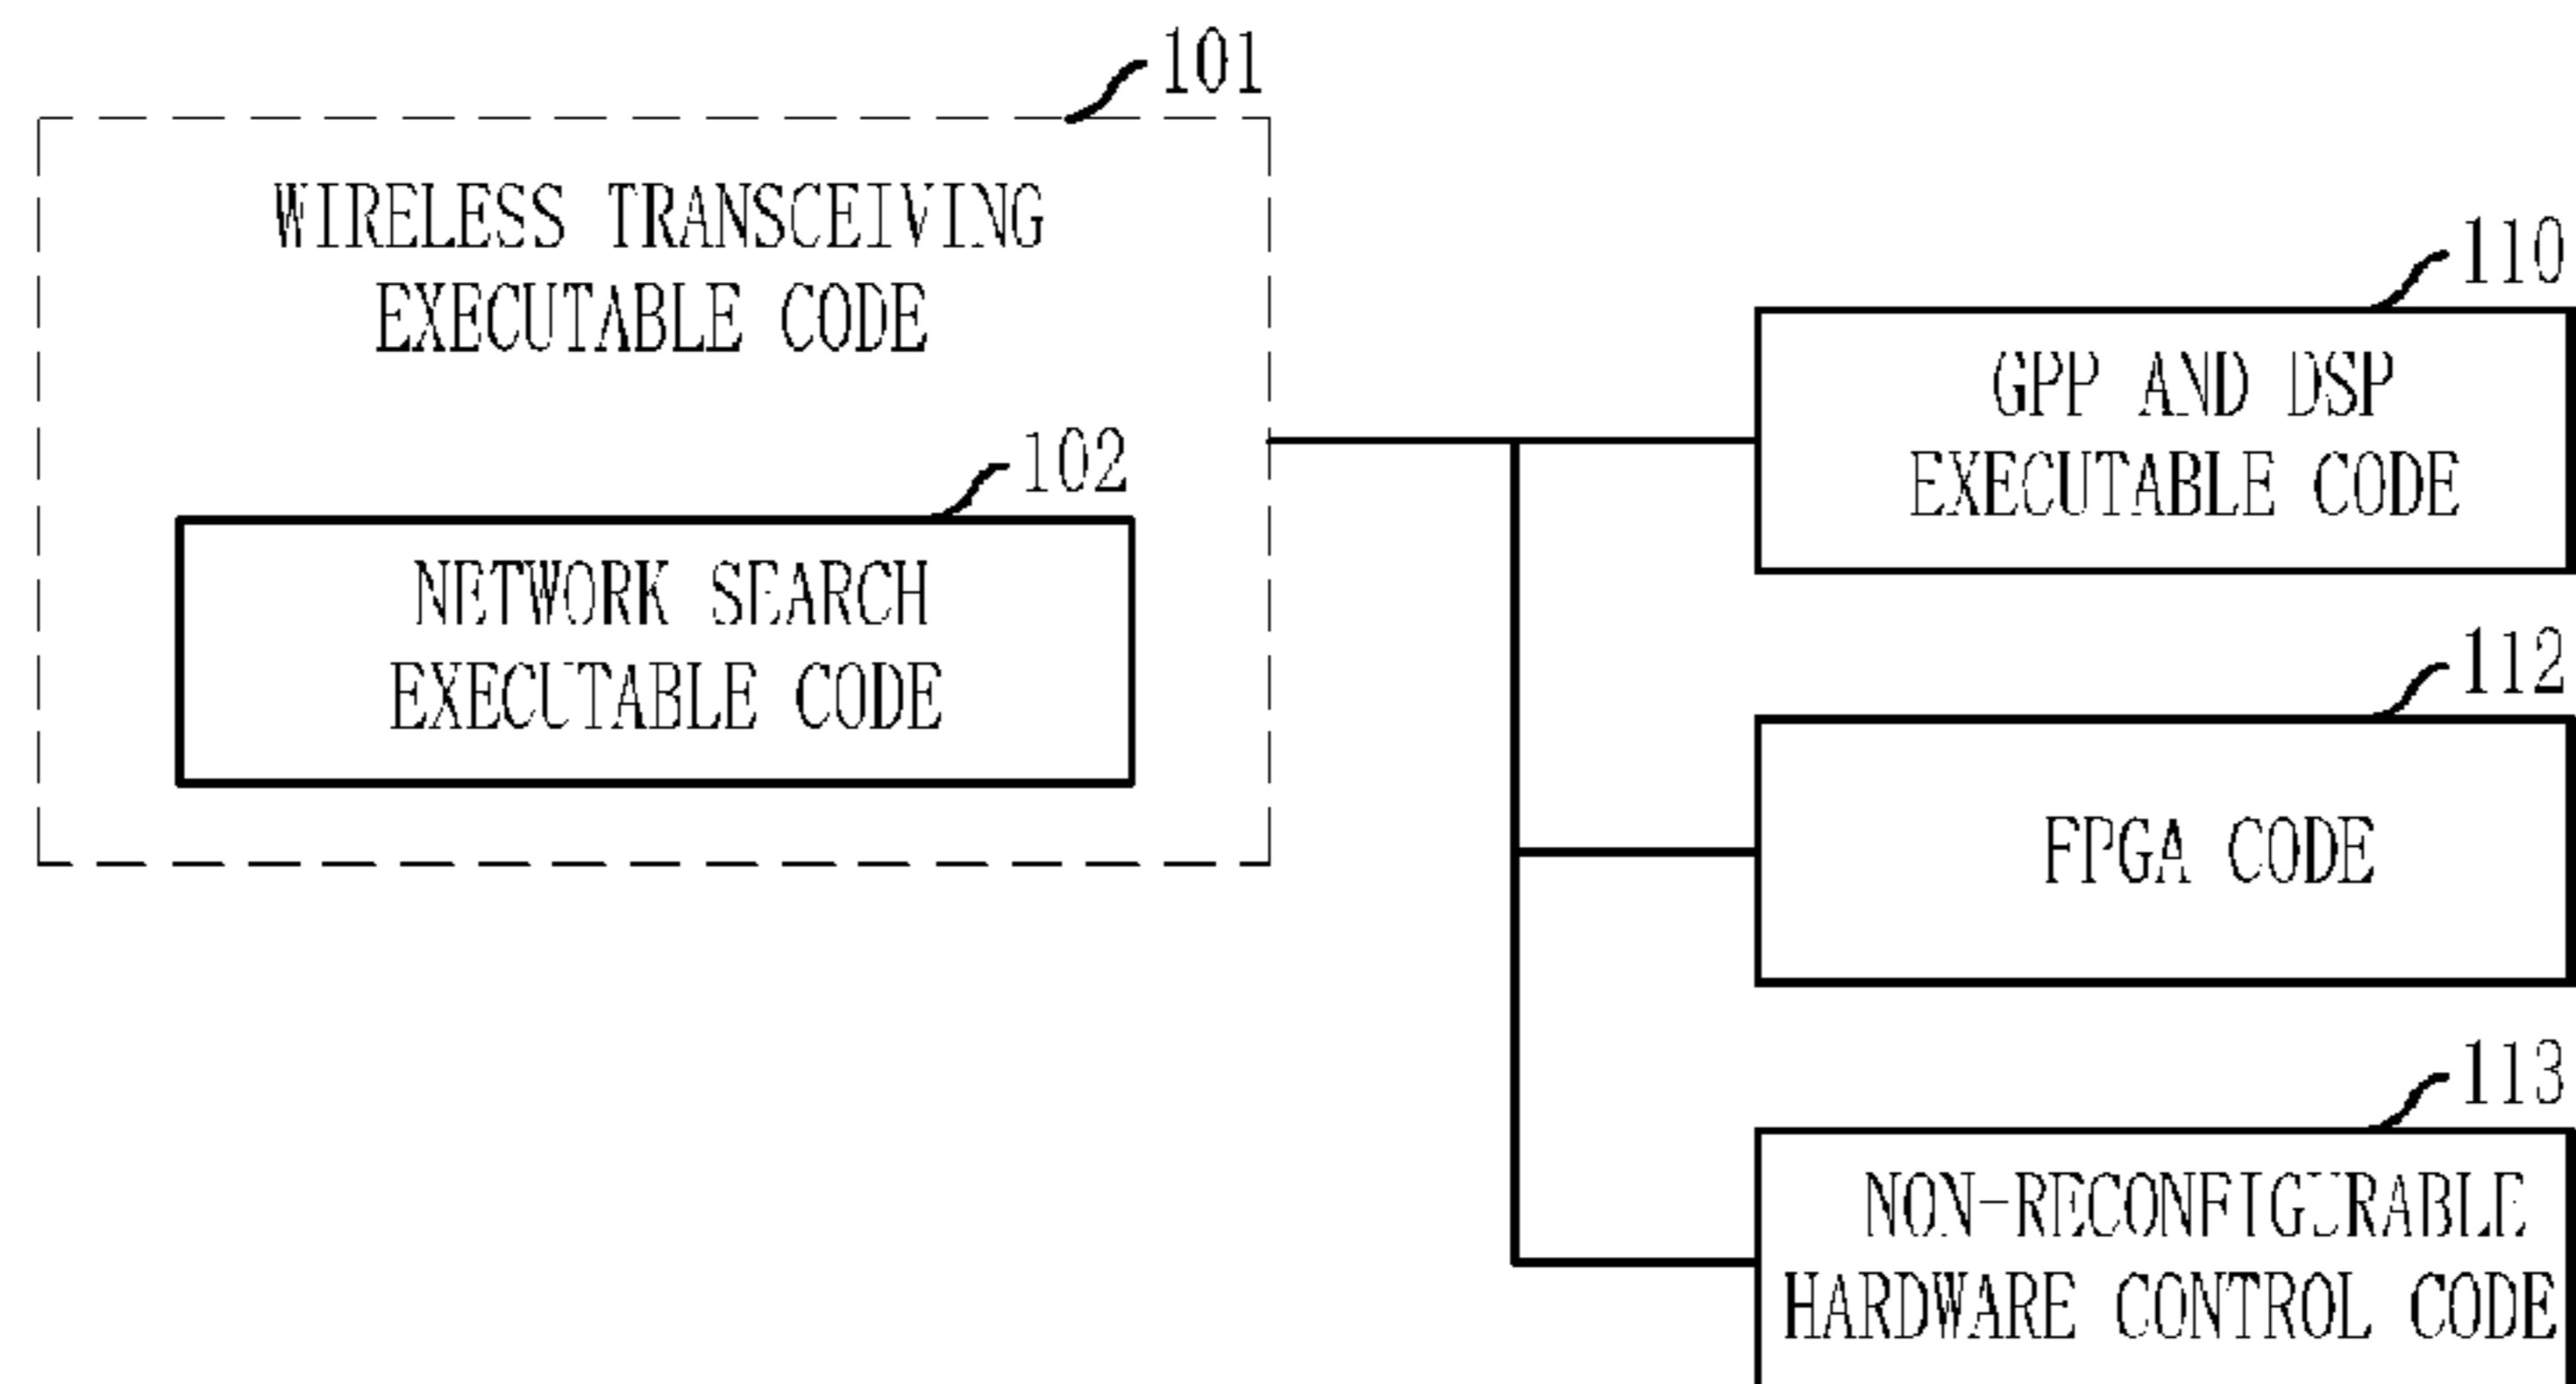 101
WIRELESS TRANSCEIVING
EXECUTABLE CODE
102
NETWORK SEARCH
EXECUTABLE CODE
110
GPP AND DSP
EXECUTABLE CODE
112
FPGA CODE
113
NON-RECONFIGURABLE
HARDWARE CONTROL CODE